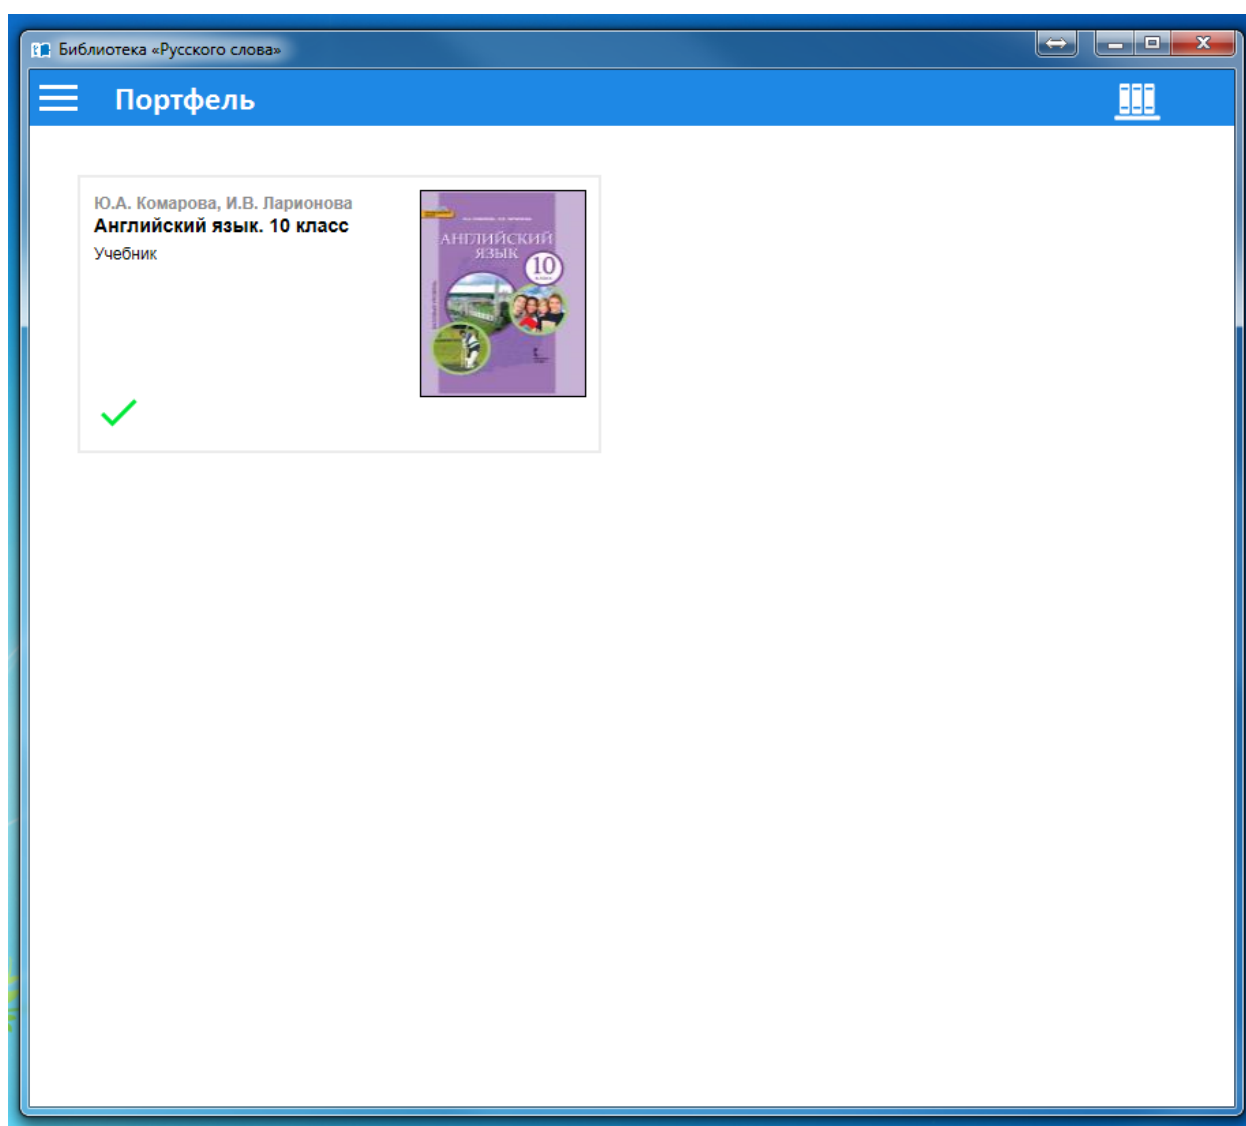 Библиотека «Русского слова»
Портфель
Ю.А. Комарова, И.В. Ларионова
Английский язык. 10 класс
Учебник
АНГЛИЙСКИЙ
ЯЗЫК
10